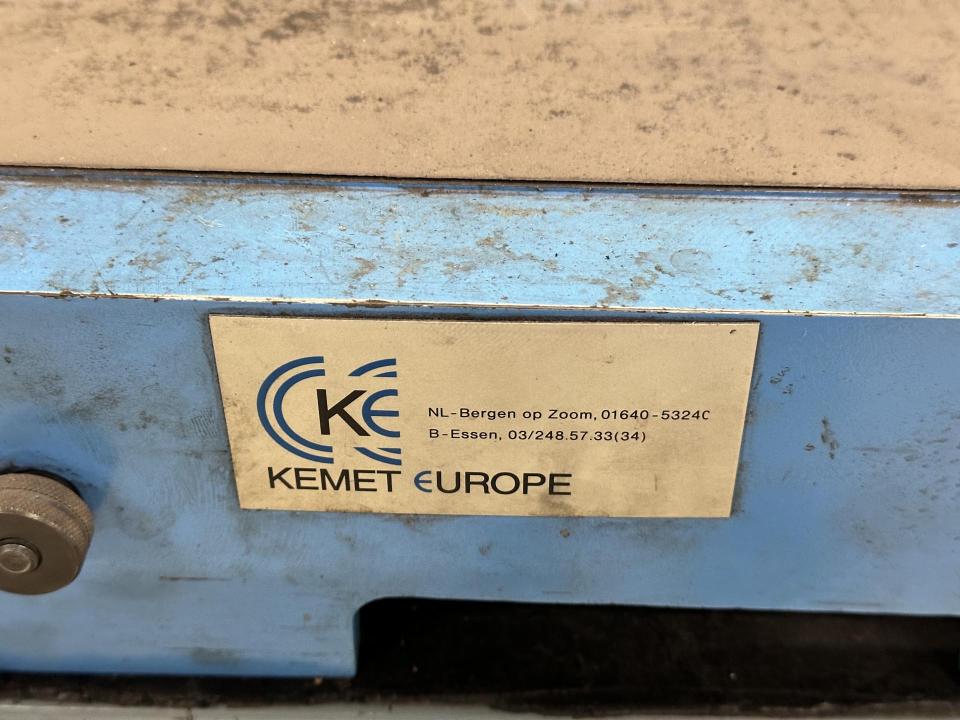 KE
NL-Bergen op Zoom, 01640-53240
B-Essen, 03/248.57.33(34)
KEMET EUROPE